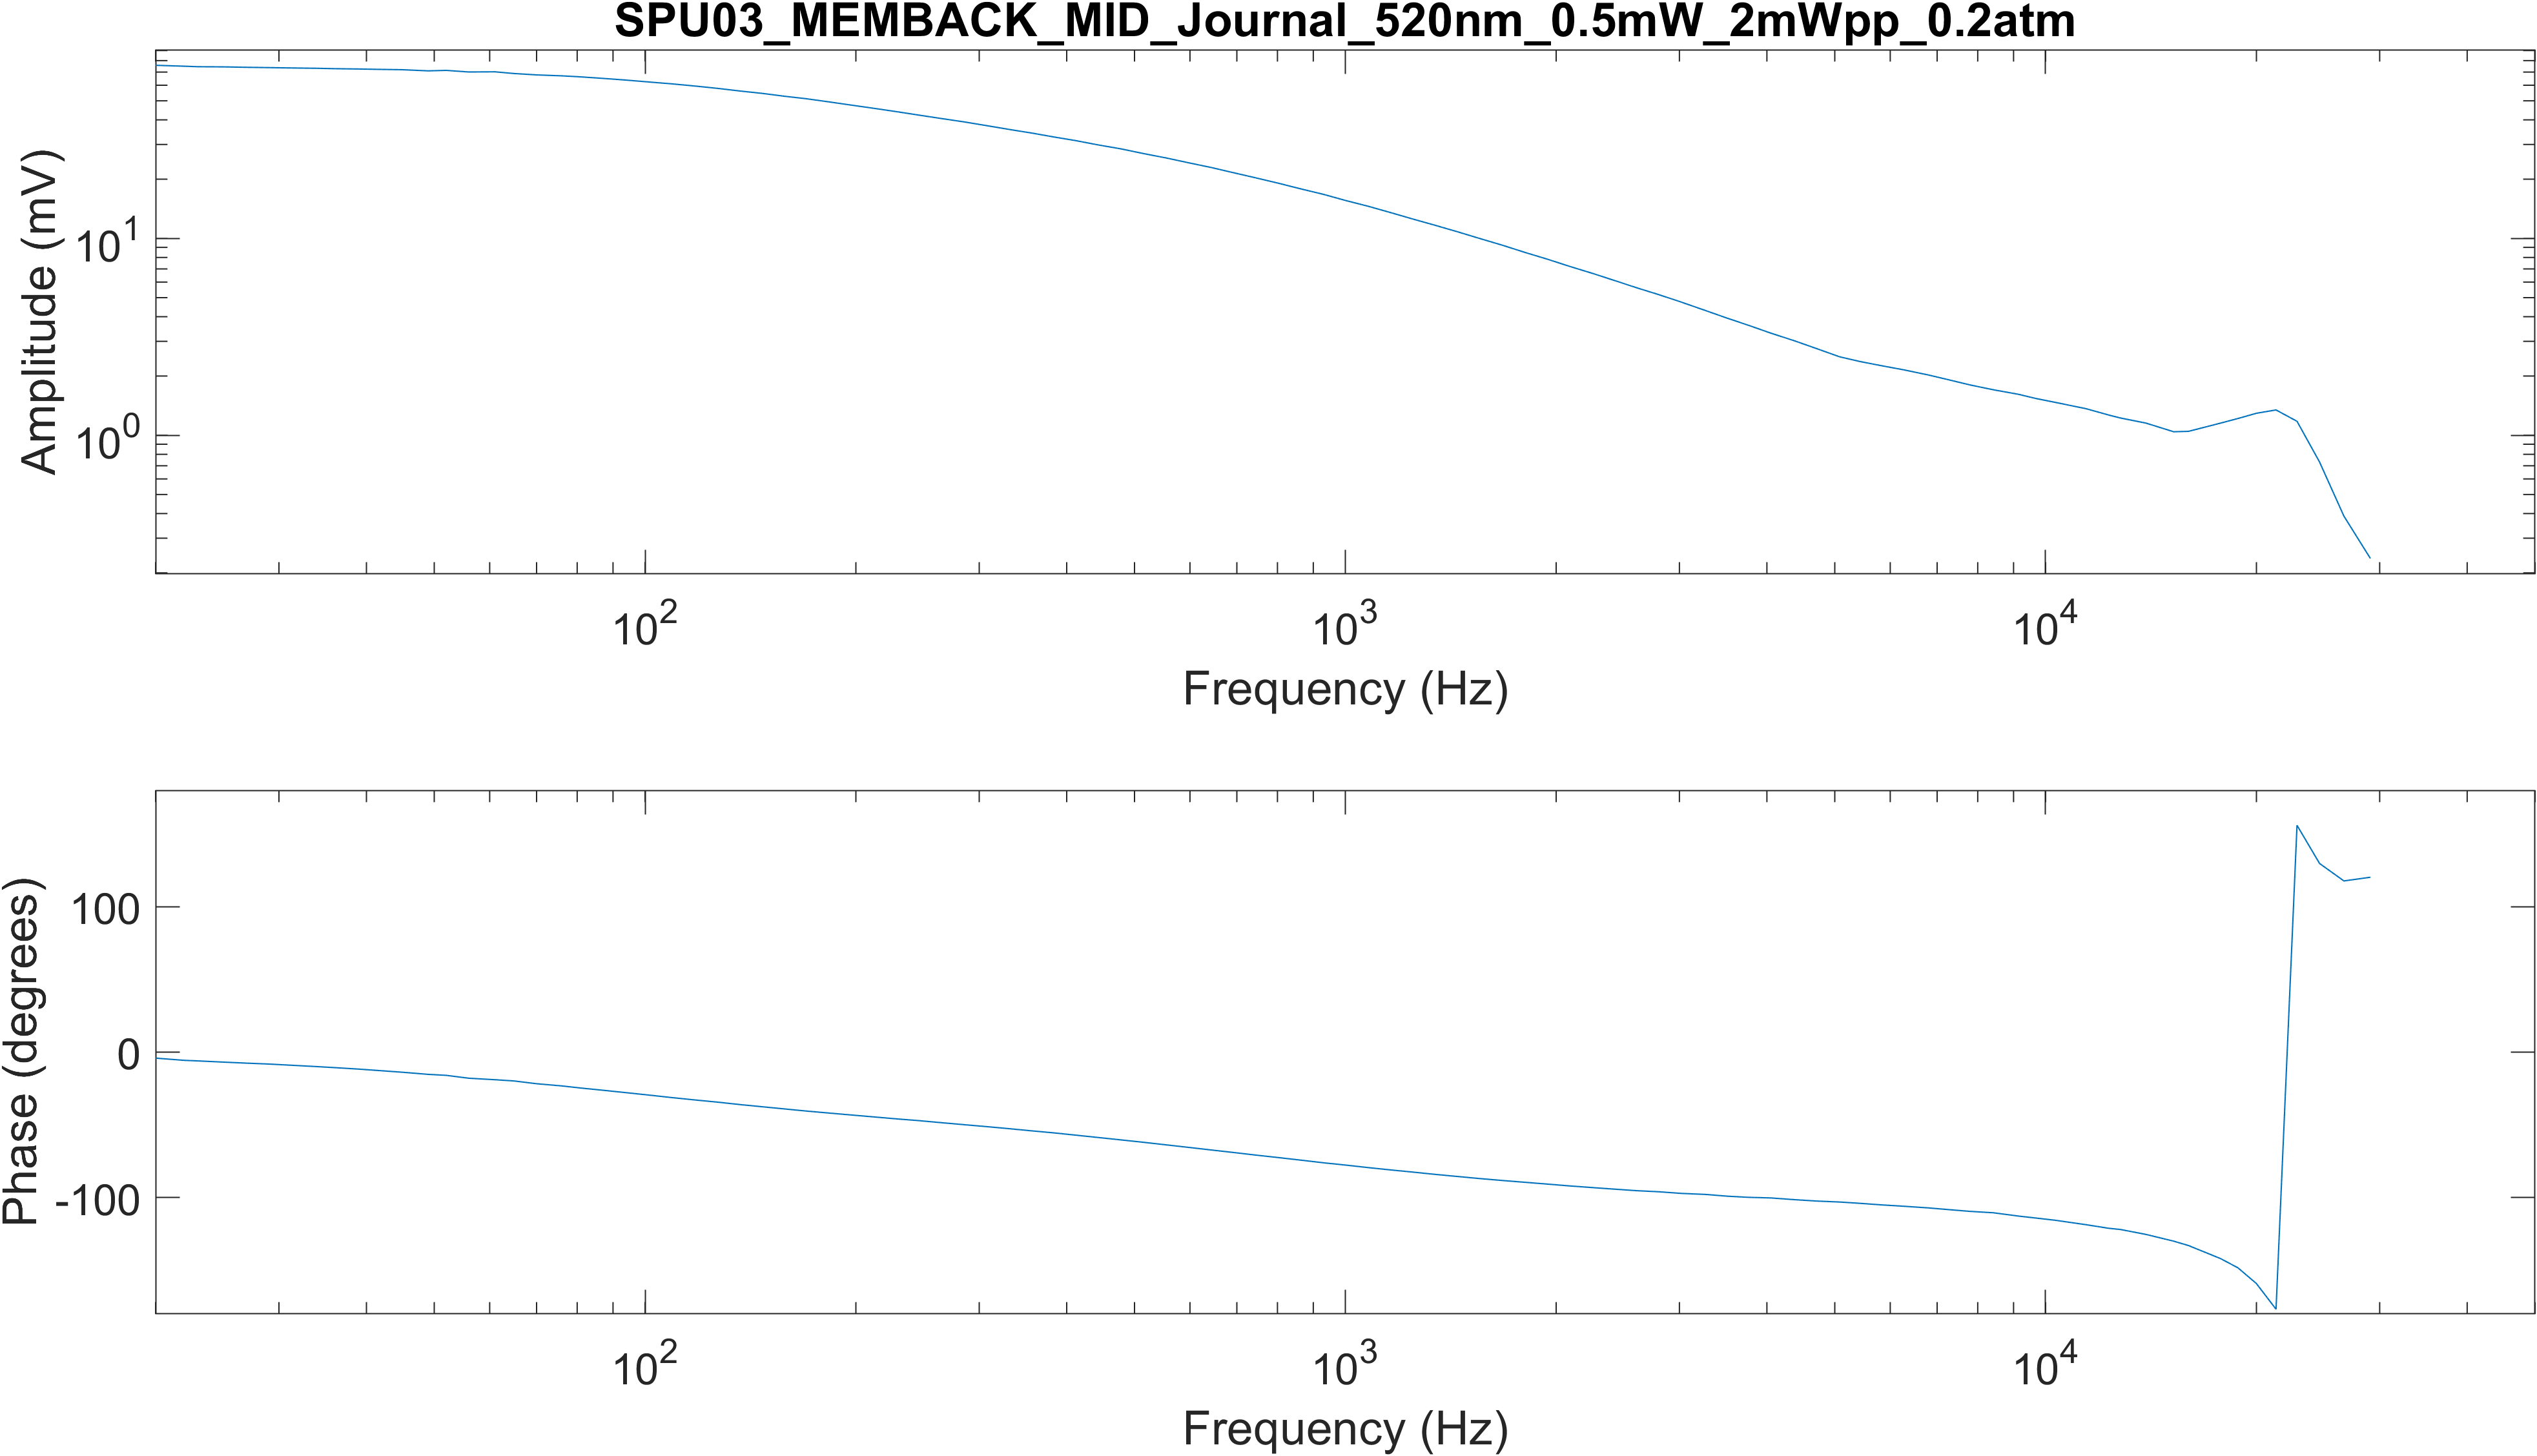 SPU03_MEMBACK_MID_Journal_520nm_0.5mW_2mWpp_0.2atm
Amplitude (mV)
10^1
10^0
10^2 10^3 10^4
Frequency (Hz)
Phase (degrees)
100
0
-100
10^2 10^3 10^4
Frequency (Hz)